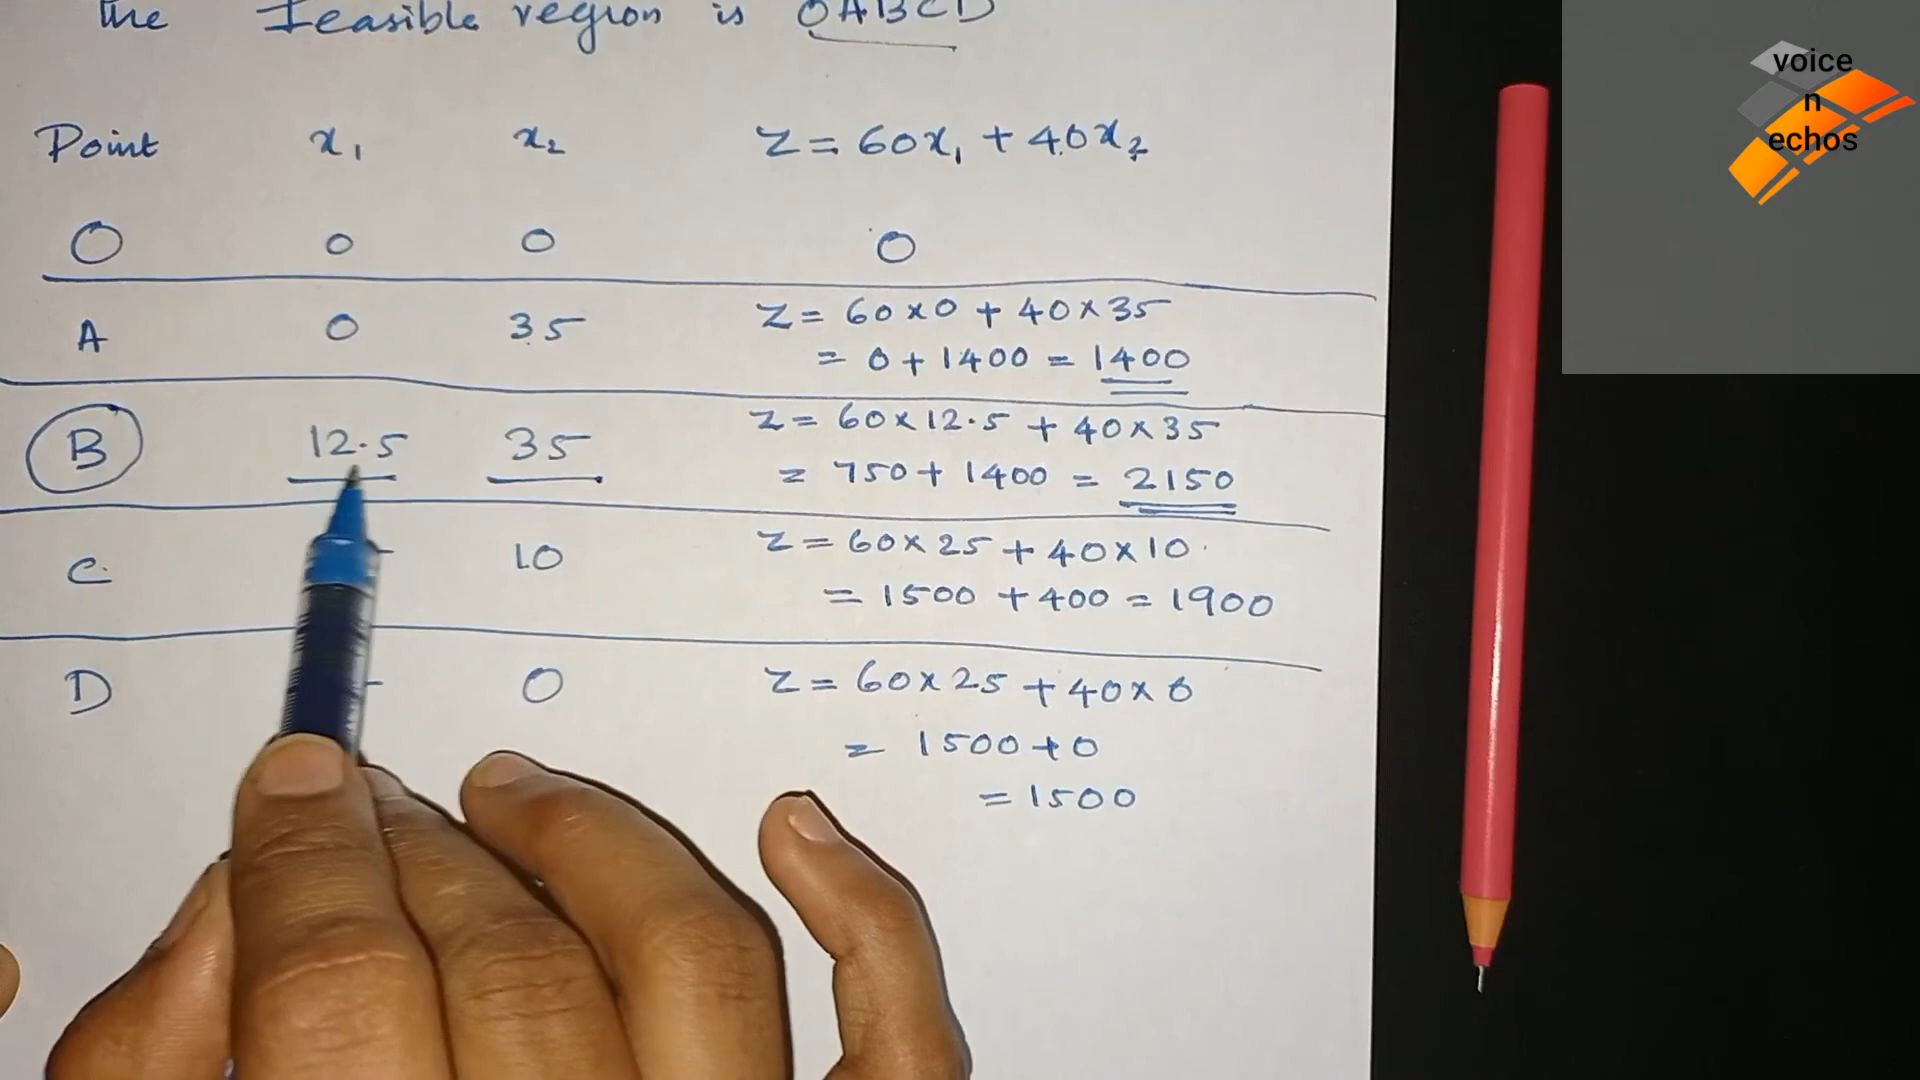 the feasible region is OABCD
Point x₁ x₂ Z = 60x₁ + 40x₂
O 0 0 0
A 0 35 Z = 60×0 + 40×35
= 0 + 1400 = 1400
B 12.5 35 Z = 60×12.5 + 40×35
= 750 + 1400 = 2150
C 10 Z = 60×25 + 40×10
= 1500 + 400 = 1900
D 0 Z = 60×25 + 40×0
= 1500 + 0
= 1500
voice
n
echos